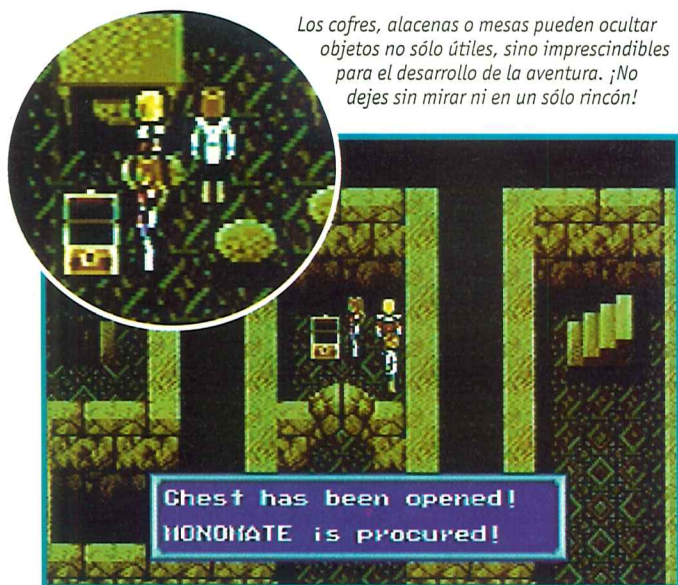 Los cofres, alacenas o mesas pueden ocultar
objetos no sólo útiles, sino imprescindibles
para el desarrollo de la aventura. ¡No
dejes sin mirar ni en un sólo rincón!
Chest has been opened!
MONOMATE is procured!